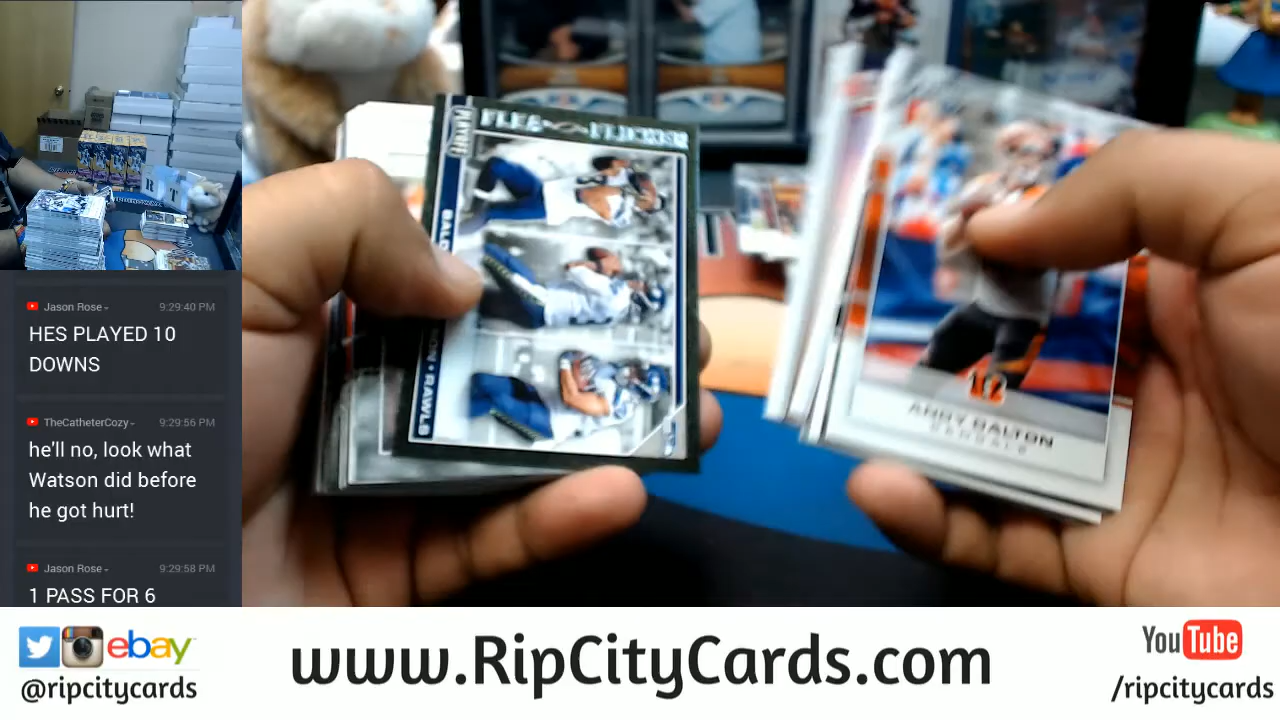 Jason Rose
9:29:40 PM
HES PLAYED 10
DOWNS
TheCatheterCozy
9:29:56 PM
he'll no, look what
Watson did before
he got hurt!
Jason Rose
9:29:58 PM
1 PASS FOR 6
FLEA FLICKER
PLAYOFF
RAWLS
ANDY DALTON
BENGALS
ebay
@ripcitycards
www.RipCityCards.com
YouTube
/ripcitycards